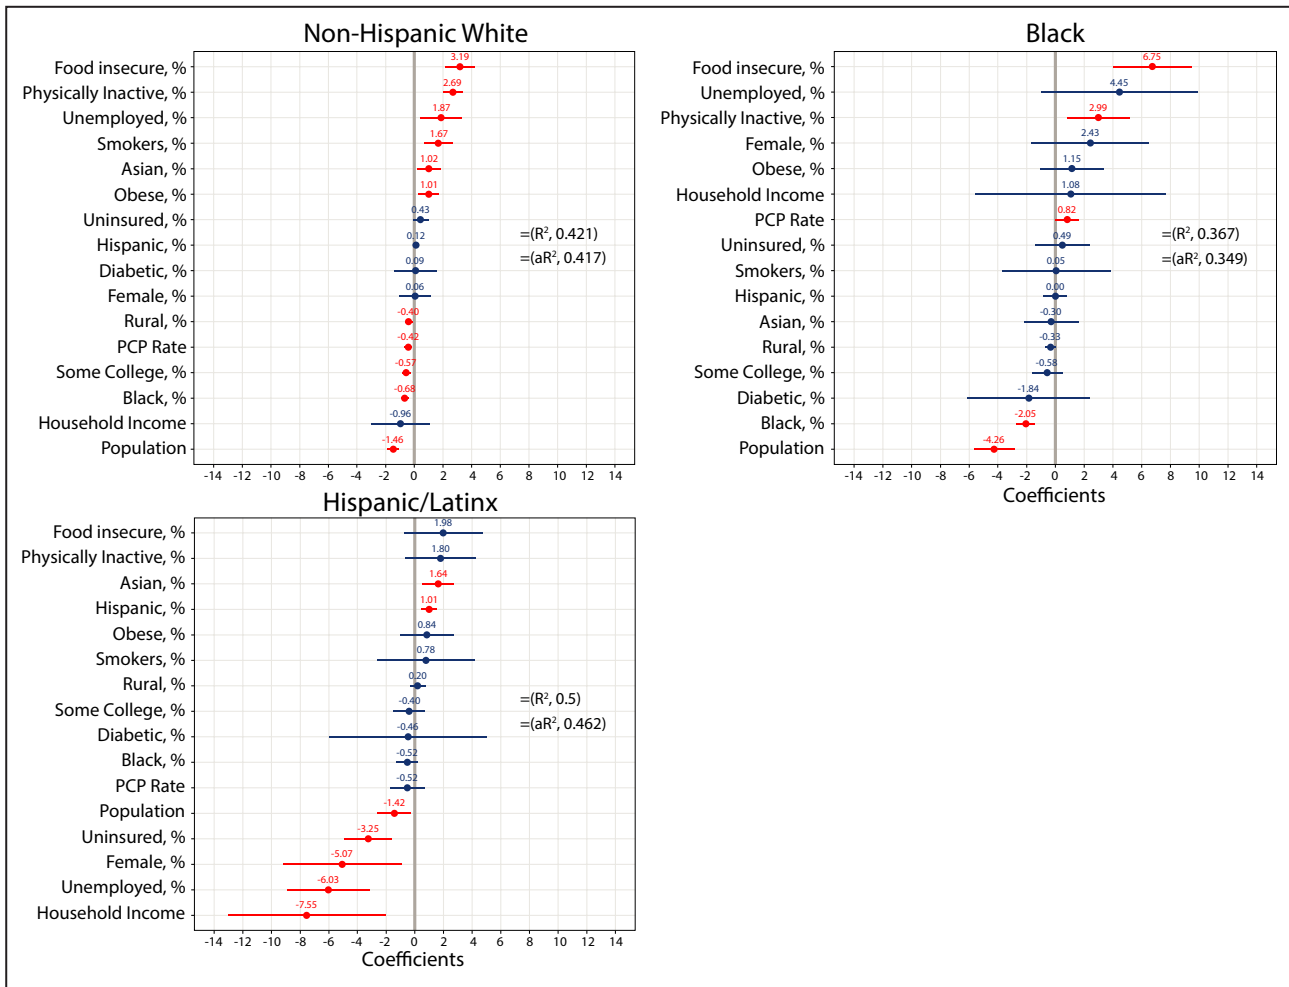 Non-Hispanic White
Food insecure, % 3.19
Physically Inactive, % 2.69
Unemployed, % 1.87
Smokers, % 1.67
Asian, % 1.02
Obese, % 1.01
Uninsured, % 0.43
Hispanic, % 0.12
=(R², 0.421)
Diabetic, % 0.09
=(aR², 0.417)
Female, % 0.06
Rural, % -0.40
PCP Rate -0.42
Some College, % -0.57
Black, % -0.68
Household Income -0.96
Population -1.46
-14 -12 -10 -8 -6 -4 -2 0 2 4 6 8 10 12 14
Black
Food insecure, % 6.75
Unemployed, % 4.45
Physically Inactive, % 2.99
Female, % 2.43
Obese, % 1.15
Household Income 1.08
PCP Rate 0.82
Uninsured, % 0.49
=(R², 0.367)
Smokers, % 0.05
=(aR², 0.349)
Hispanic, % 0.00
Asian, % -0.30
Rural, % -0.33
Some College, % -0.58
Diabetic, % -1.84
Black, % -2.05
Population -4.26
-14 -12 -10 -8 -6 -4 -2 0 2 4 6 8 10 12 14
Coefficients
Hispanic/Latinx
Food insecure, % 1.98
Physically Inactive, % 1.80
Asian, % 1.64
Hispanic, % 1.01
Obese, % 0.84
Smokers, % 0.78
Rural, % 0.20
=(R², 0.5)
Some College, % -0.40
=(aR², 0.462)
Diabetic, % -0.46
Black, % -0.52
PCP Rate -0.52
Population -1.42
Uninsured, % -3.25
Female, % -5.07
Unemployed, % -6.03
Household Income -7.55
-14 -12 -10 -8 -6 -4 -2 0 2 4 6 8 10 12 14
Coefficients